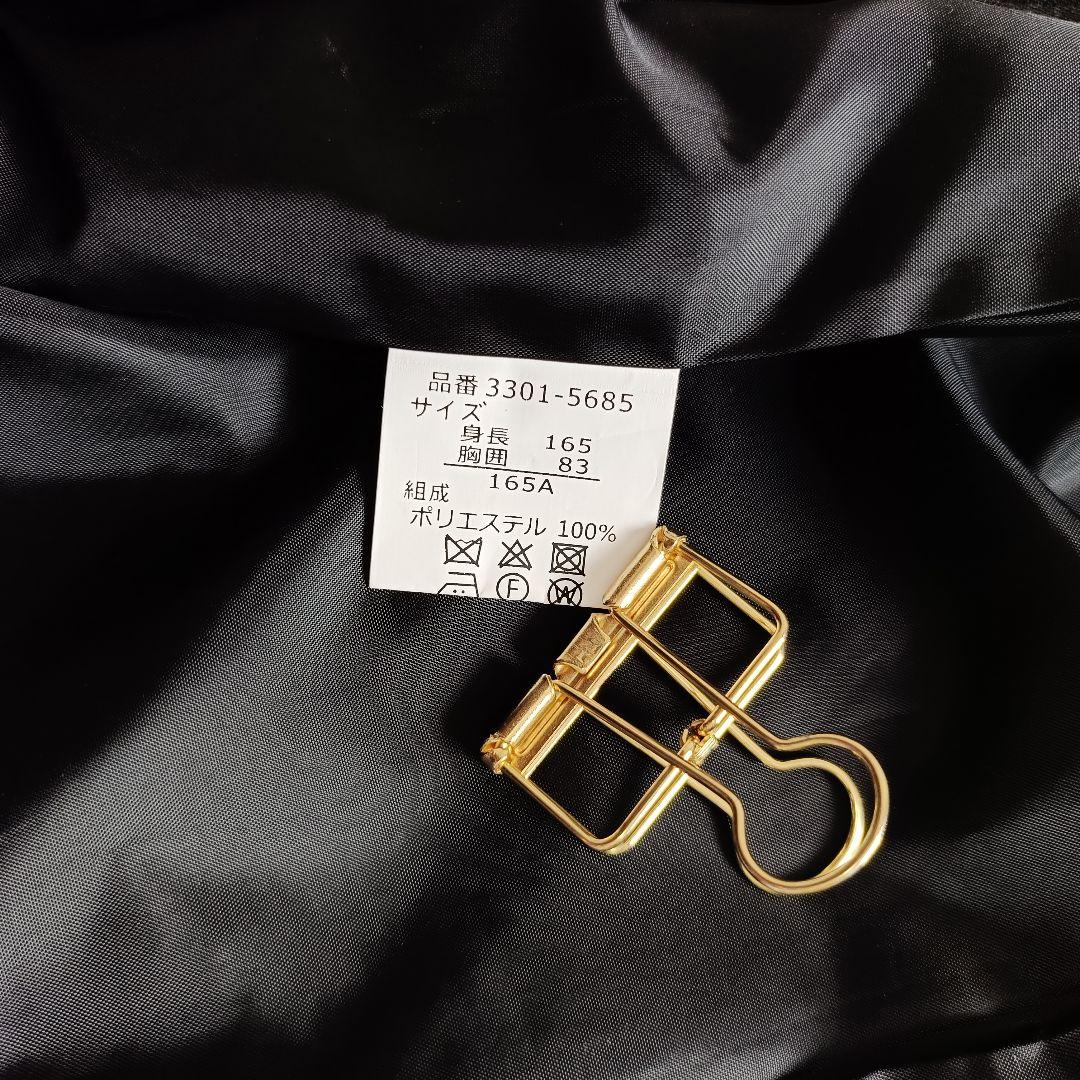 品番 3301-5685
サイズ
身長 165
胸囲 83
165A
組成
ポリエステル 100%
F W